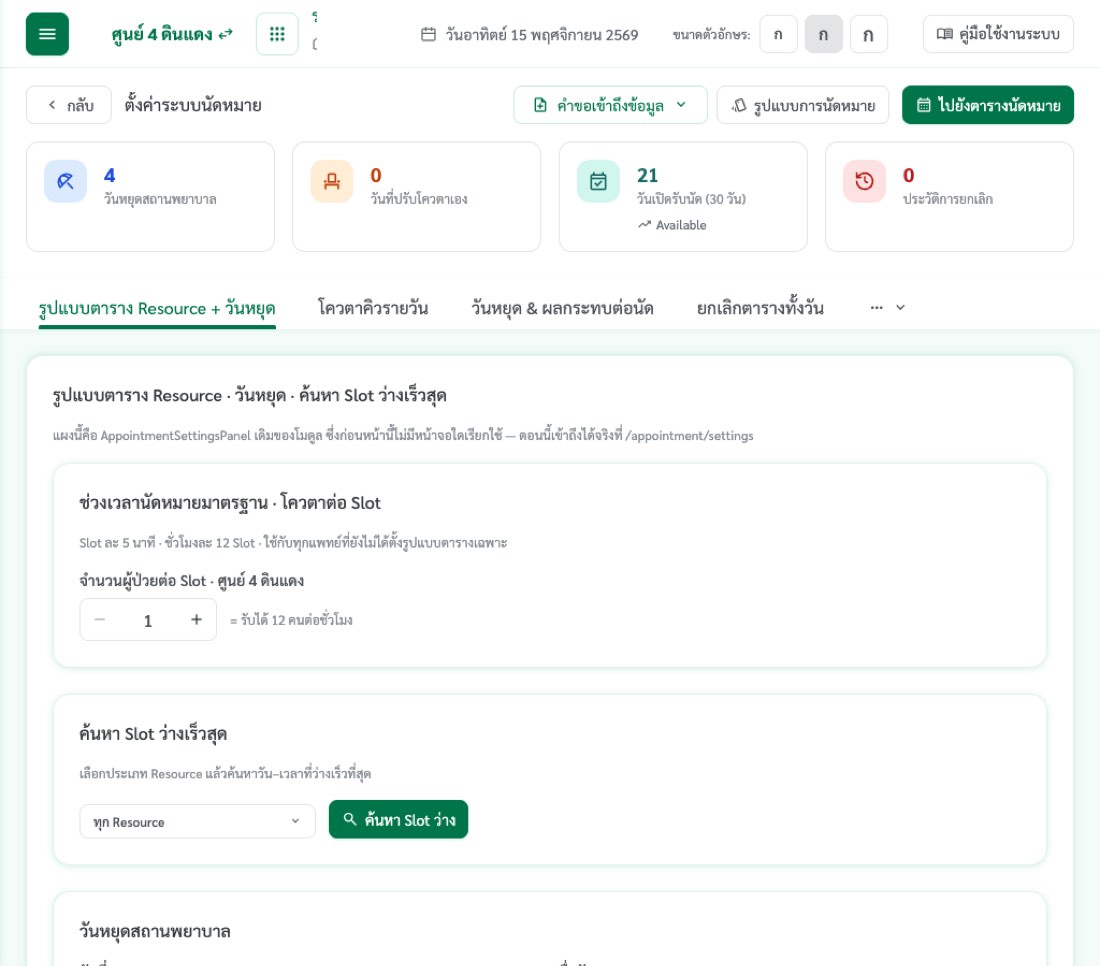 ศูนย์ 4 ดินแดง
วันอาทิตย์ 15 พฤศจิกายน 2569
ขนาดตัวอักษร:
ก
ก
ก
คู่มือใช้งานระบบ
กลับ
ตั้งค่าระบบนัดหมาย
คำขอเข้าถึงข้อมูล
รูปแบบการนัดหมาย
ไปยังตารางนัดหมาย
4
วันหยุดสถานพยาบาล
0
วันที่ปรับโควตาเอง
21
วันเปิดรับนัด (30 วัน)
Available
0
ประวัติการยกเลิก
รูปแบบตาราง Resource + วันหยุด
โควตาคิวรายวัน
วันหยุด & ผลกระทบต่อนัด
ยกเลิกตารางทั้งวัน
···
รูปแบบตาราง Resource · วันหยุด · ค้นหา Slot ว่างเร็วสุด
แผงนี้คือ AppointmentSettingsPanel เดิมของโมดูล ซึ่งก่อนหน้านี้ไม่มีหน้าจอใดเรียกใช้ — ตอนนี้เข้าถึงได้จริงที่ /appointment/settings
ช่วงเวลานัดหมายมาตรฐาน · โควตาต่อ Slot
Slot ละ 5 นาที · ชั่วโมงละ 12 Slot · ใช้กับทุกแพทย์ที่ยังไม่ได้ตั้งรูปแบบตารางเฉพาะ
จำนวนผู้ป่วยต่อ Slot · ศูนย์ 4 ดินแดง
− 1 +
= รับได้ 12 คนต่อชั่วโมง
ค้นหา Slot ว่างเร็วสุด
เลือกประเภท Resource แล้วค้นหาวัน–เวลาที่ว่างเร็วที่สุด
ทุก Resource
ค้นหา Slot ว่าง
วันหยุดสถานพยาบาล